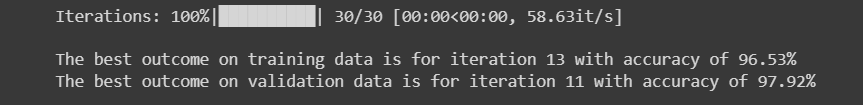 Iterations: 100%|██████████| 30/30 [00:00<00:00, 58.63it/s]
The best outcome on training data is for iteration 13 with accuracy of 96.53%
The best outcome on validation data is for iteration 11 with accuracy of 97.92%